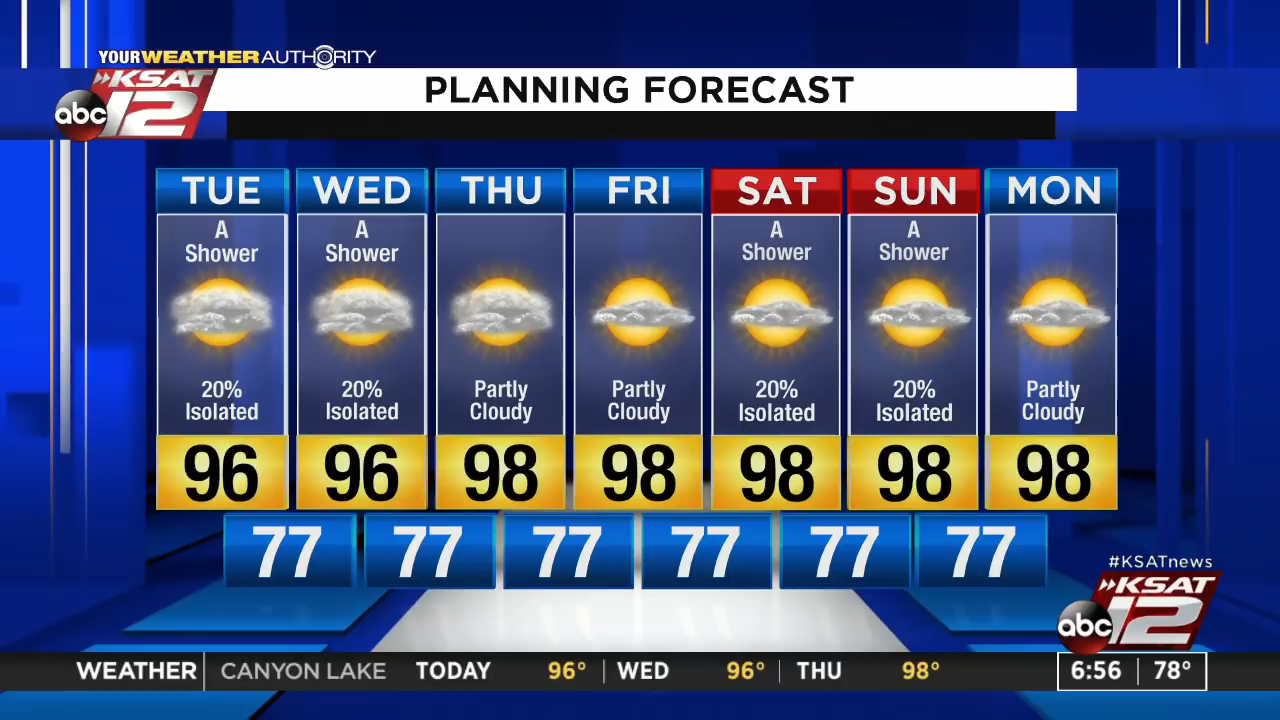 YOUR WEATHER AUTHORITY
KSAT
abc 12
PLANNING FORECAST
TUE WED THU FRI SAT SUN MON
A Shower
A Shower
A Shower
A Shower
20% Isolated
20% Isolated
Partly Cloudy
Partly Cloudy
20% Isolated
20% Isolated
Partly Cloudy
96 96 98 98 98 98 98
77 77 77 77 77 77
#KSATnews
KSAT
abc 12
WEATHER CANYON LAKE TODAY 96° WED 96° THU 98° 6:56 78°